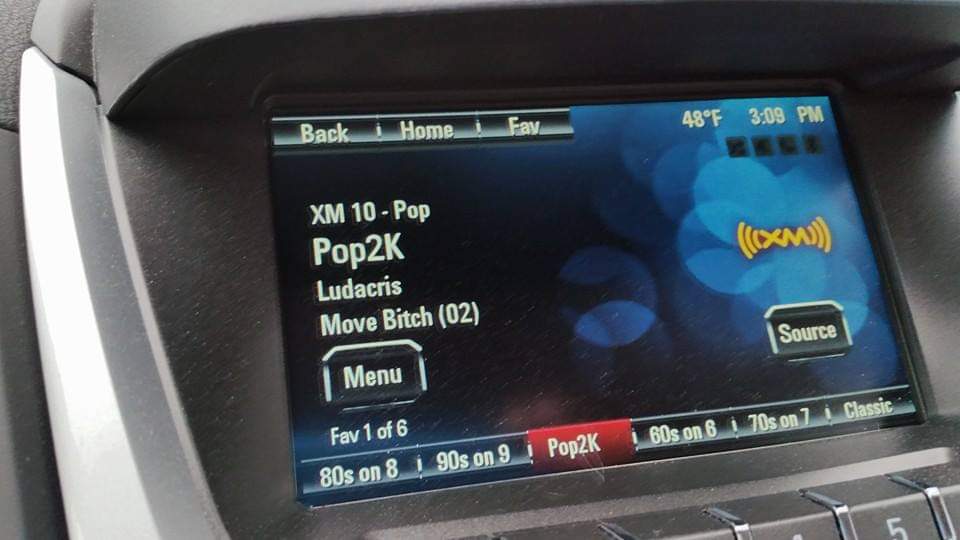 Back Home Fav
48°F 3:09 PM
XM 10 - Pop
Pop2K
XM
Ludacris
Move Bitch (02)
Source
Menu
Fav 1 of 6
80s on 8 90s on 9 Pop2K 60s on 6 70s on 7 Classic
5